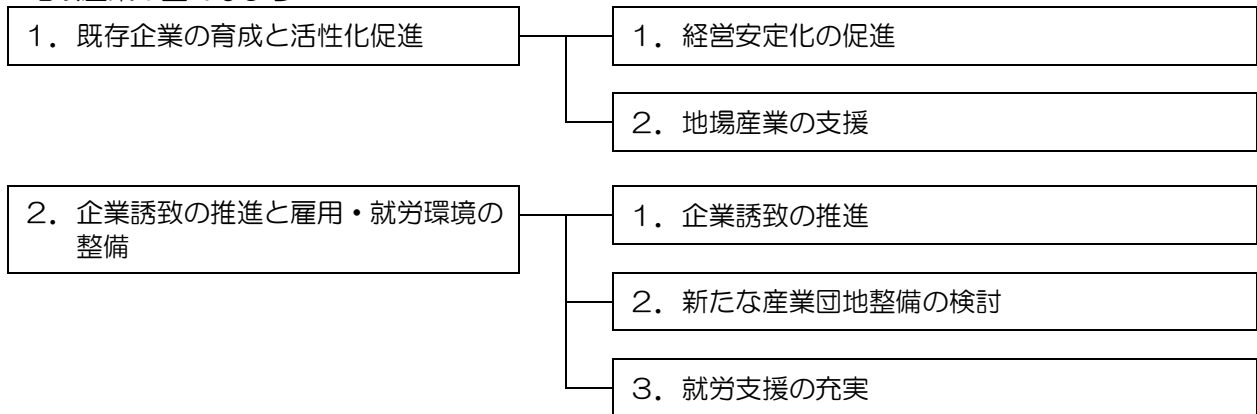 1．既存企業の育成と活性化促進
1．経営安定化の促進
2．地場産業の支援
2．企業誘致の推進と雇用・就労環境の
整備
1．企業誘致の推進
2．新たな産業団地整備の検討
3．就労支援の充実